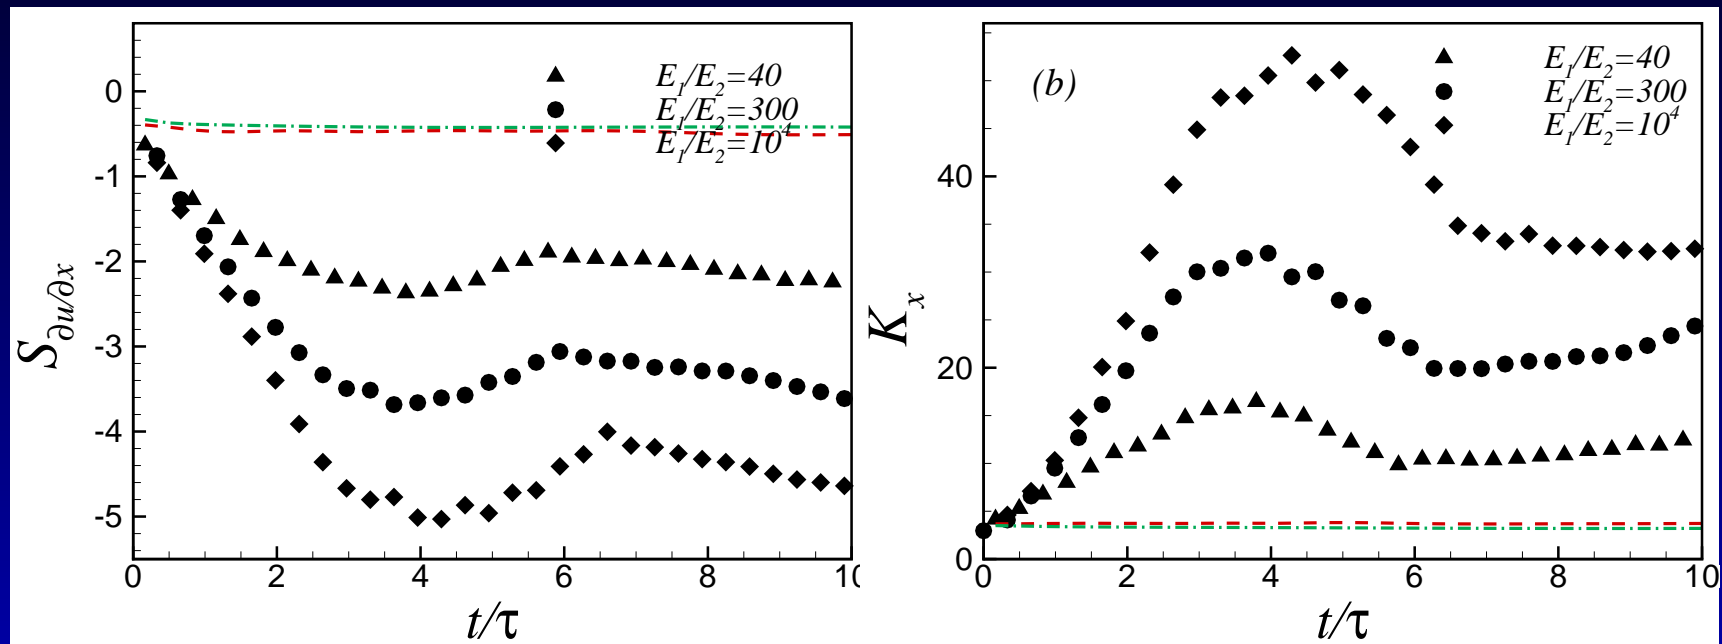 E₁/E₂=40
E₁/E₂=300
E₁/E₂=10⁴
0
-1
-2
-3
-4
-5
S∂u/∂x
0 2 4 6 8 10
t/τ
(b)
E₁/E₂=40
E₁/E₂=300
E₁/E₂=10⁴
40
20
0
Kₓ
0 2 4 6 8 10
t/τ